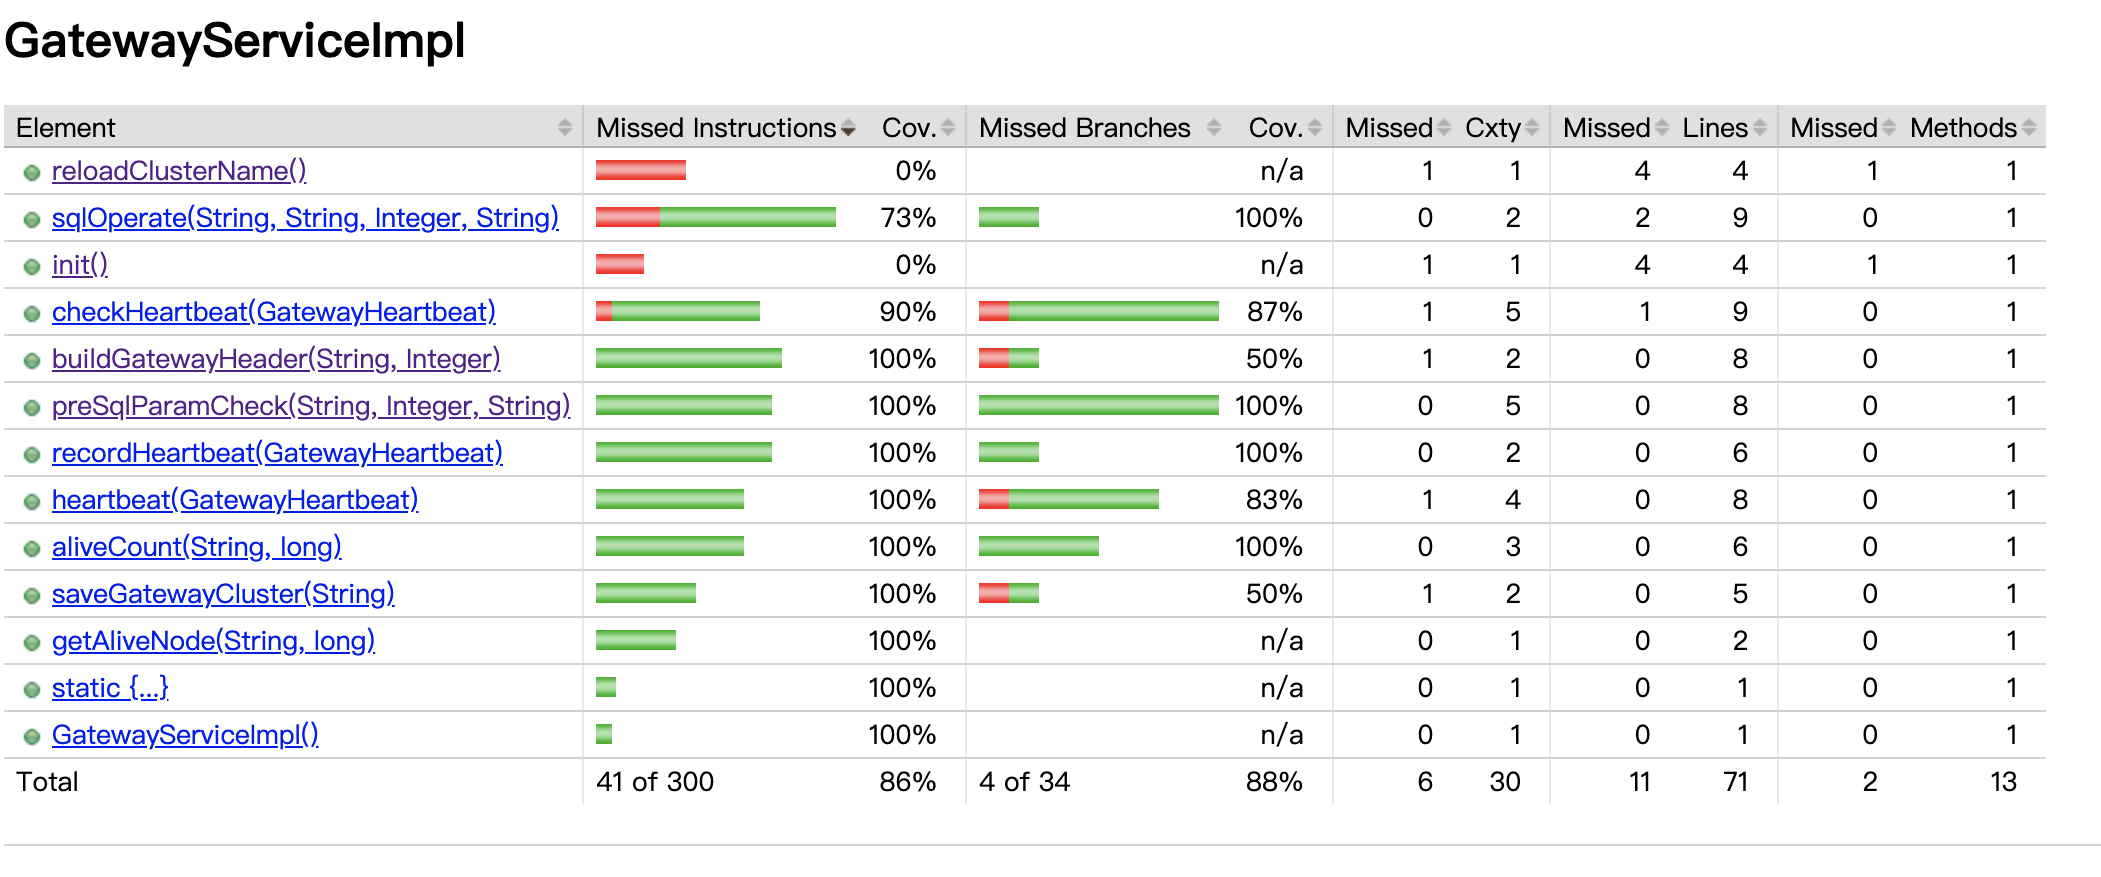 GatewayServiceImpl
Element Missed Instructions Cov. Missed Branches Cov. Missed Cxty Missed Lines Missed Methods
reloadClusterName() 0% n/a 1 1 4 4 1 1
sqlOperate(String, String, Integer, String) 73% 100% 0 2 2 9 0 1
init() 0% n/a 1 1 4 4 1 1
checkHeartbeat(GatewayHeartbeat) 90% 87% 1 5 1 9 0 1
buildGatewayHeader(String, Integer) 100% 50% 1 2 0 8 0 1
preSqlParamCheck(String, Integer, String) 100% 100% 0 5 0 8 0 1
recordHeartbeat(GatewayHeartbeat) 100% 100% 0 2 0 6 0 1
heartbeat(GatewayHeartbeat) 100% 83% 1 4 0 8 0 1
aliveCount(String, long) 100% 100% 0 3 0 6 0 1
saveGatewayCluster(String) 100% 50% 1 2 0 5 0 1
getAliveNode(String, long) 100% n/a 0 1 0 2 0 1
static {...} 100% n/a 0 1 0 1 0 1
GatewayServiceImpl() 100% n/a 0 1 0 1 0 1
Total 41 of 300 86% 4 of 34 88% 6 30 11 71 2 13